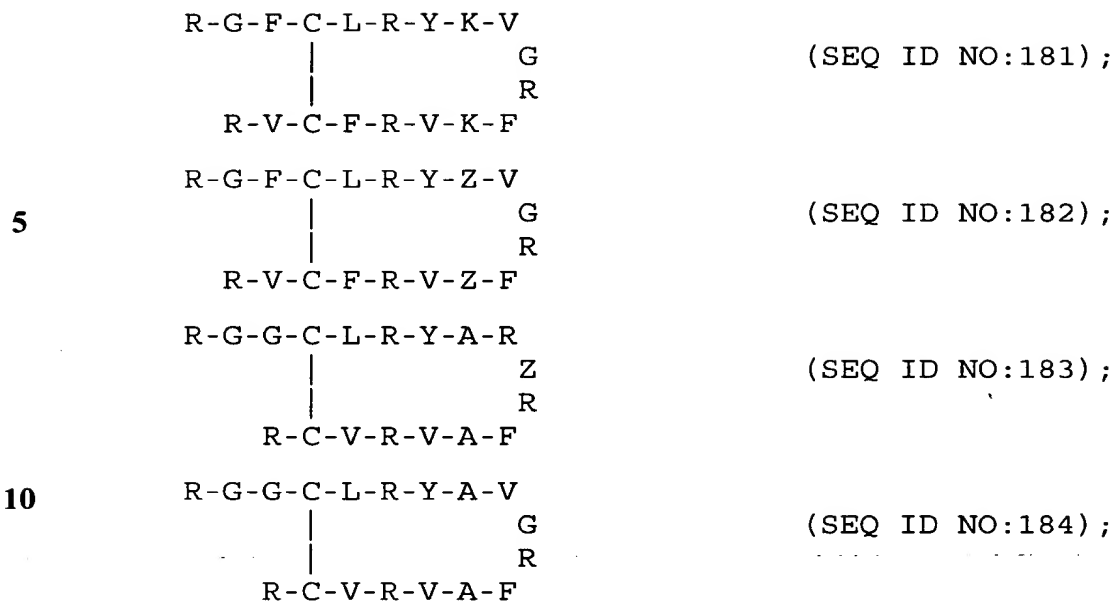 R-G-F-C-L-R-Y-K-V
G (SEQ ID NO:181);
R
R-V-C-F-R-V-K-F
R-G-F-C-L-R-Y-Z-V
5 G (SEQ ID NO:182);
R
R-V-C-F-R-V-Z-F
R-G-G-C-L-R-Y-A-R
Z (SEQ ID NO:183);
R
R-C-V-R-V-A-F
10 R-G-G-C-L-R-Y-A-V
G (SEQ ID NO:184);
R
R-C-V-R-V-A-F